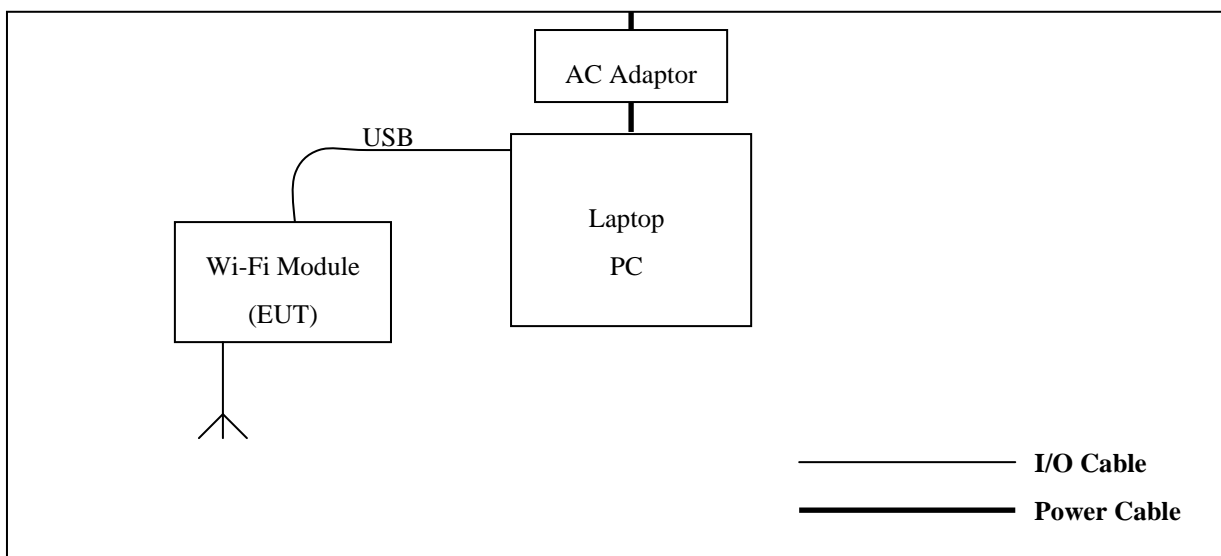 AC Adaptor
USB
Laptop
PC
Wi-Fi Module
(EUT)
I/O Cable
Power Cable